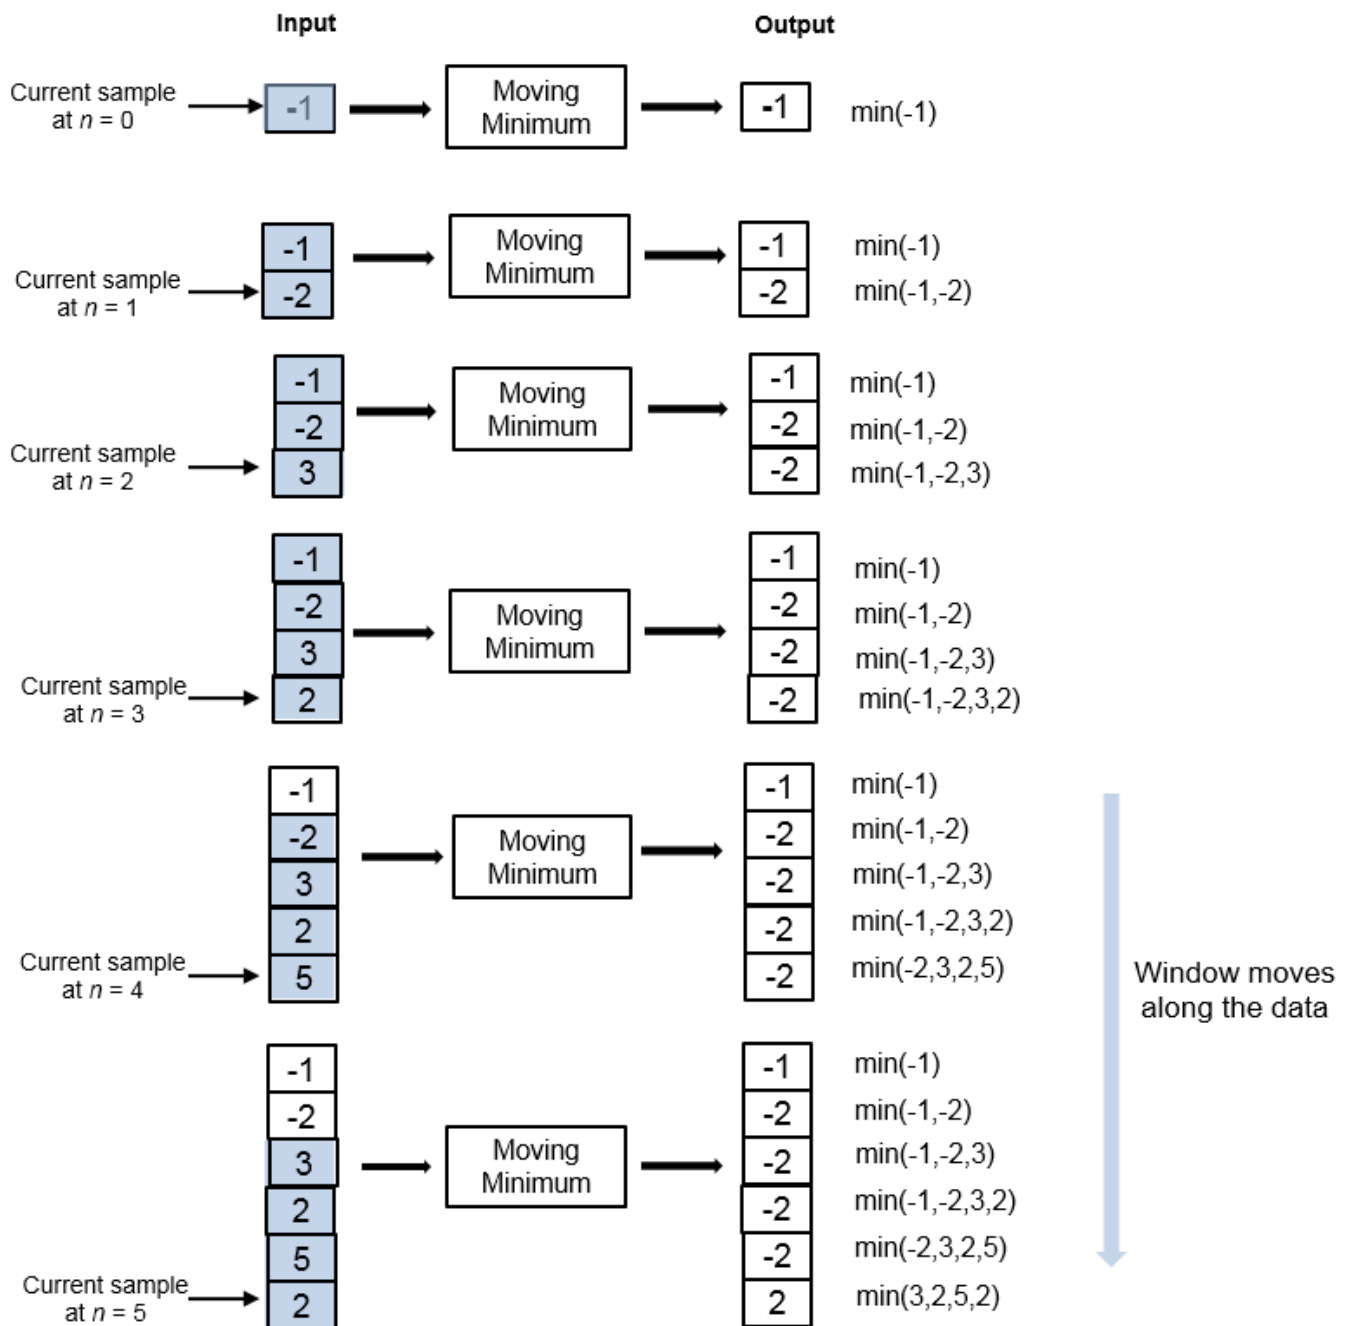 Input
Output
Current sample
at n = 0
-1
Moving
Minimum
-1
min(-1)
Current sample
at n = 1
-1
-2
Moving
Minimum
-1
-2
min(-1)
min(-1,-2)
Current sample
at n = 2
-1
-2
3
Moving
Minimum
-1
-2
-2
min(-1)
min(-1,-2)
min(-1,-2,3)
Current sample
at n = 3
-1
-2
3
2
Moving
Minimum
-1
-2
-2
-2
min(-1)
min(-1,-2)
min(-1,-2,3)
min(-1,-2,3,2)
Current sample
at n = 4
-1
-2
3
2
5
Moving
Minimum
-1
-2
-2
-2
-2
min(-1)
min(-1,-2)
min(-1,-2,3)
min(-1,-2,3,2)
min(-2,3,2,5)
Window moves
along the data
Current sample
at n = 5
-1
-2
3
2
5
2
Moving
Minimum
-1
-2
-2
-2
-2
2
min(-1)
min(-1,-2)
min(-1,-2,3)
min(-1,-2,3,2)
min(-2,3,2,5)
min(3,2,5,2)